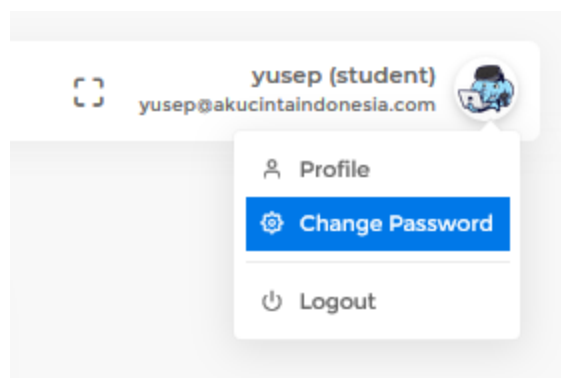 yusep (student)
yusep@akucintaindonesia.com
Profile
Change Password
Logout